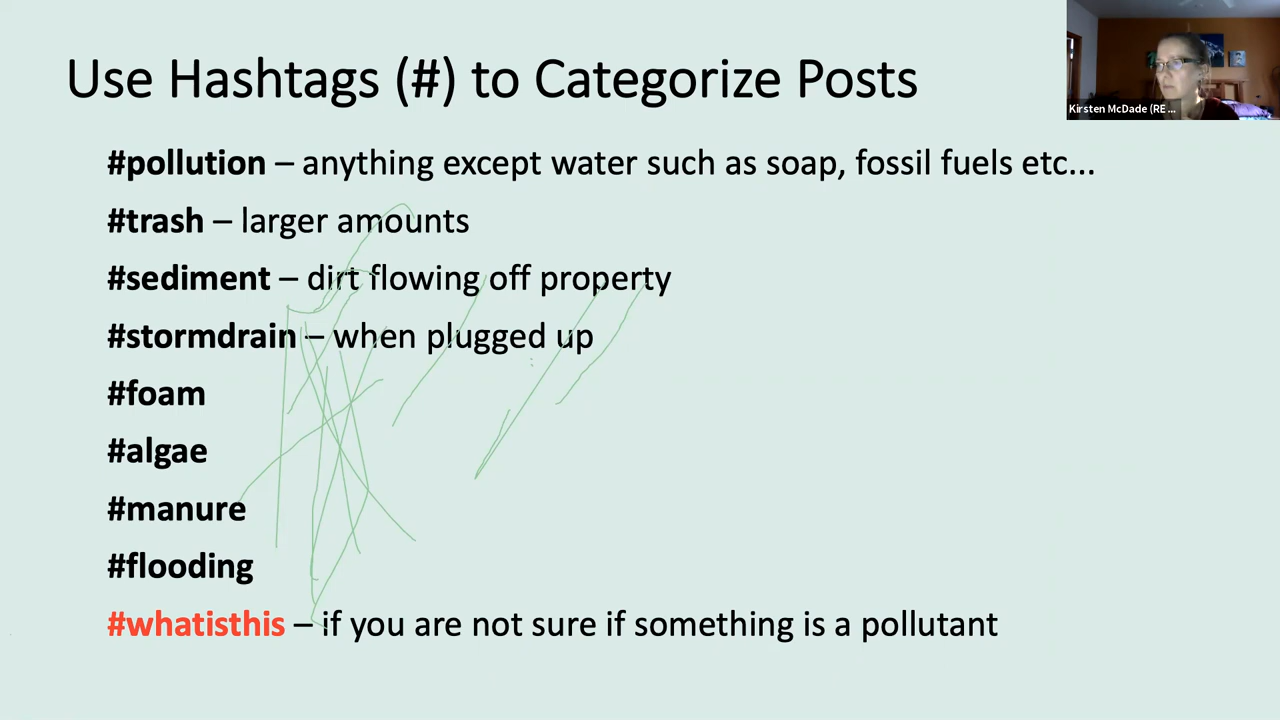 Use Hashtags (#) to Categorize Posts
Kirsten McDade (RE ...
#pollution – anything except water such as soap, fossil fuels etc...
#trash – larger amounts
#sediment – dirt flowing off property
#stormdrain – when plugged up
#foam
#algae
#manure
#flooding
#whatisthis – if you are not sure if something is a pollutant